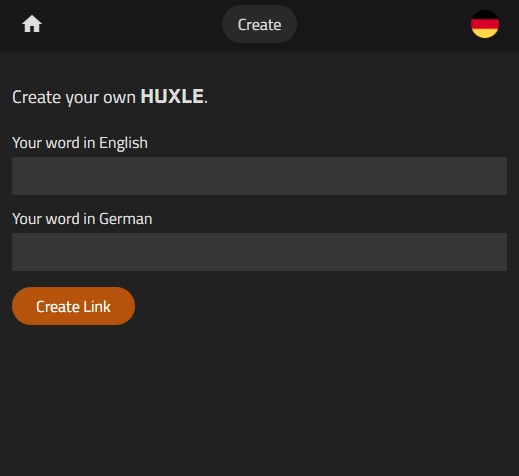 Create
Create your own HUXLE.
Your word in English
Your word in German
Create Link